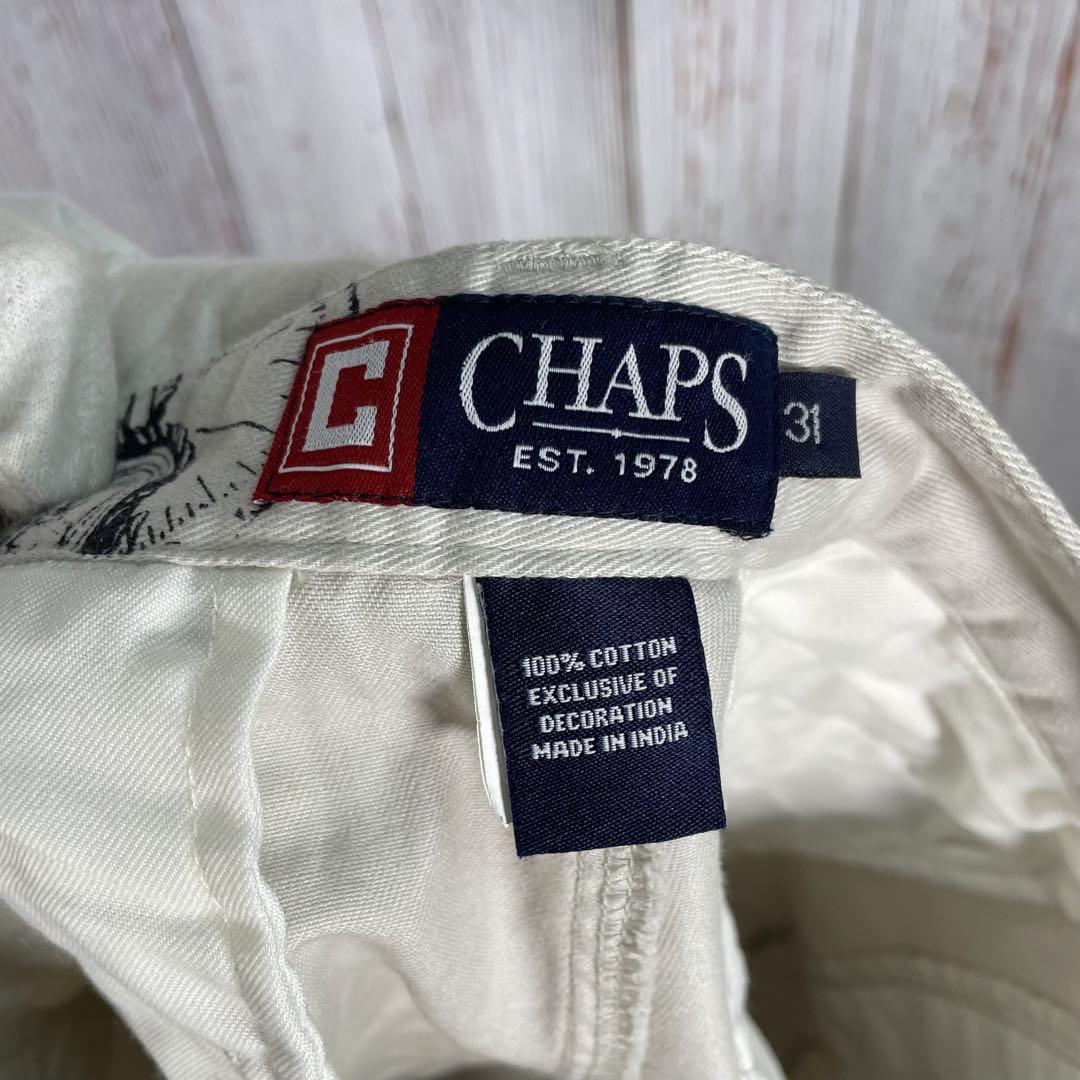 C
CHAPS
EST. 1978
31
100% COTTON
EXCLUSIVE OF
DECORATION
MADE IN INDIA